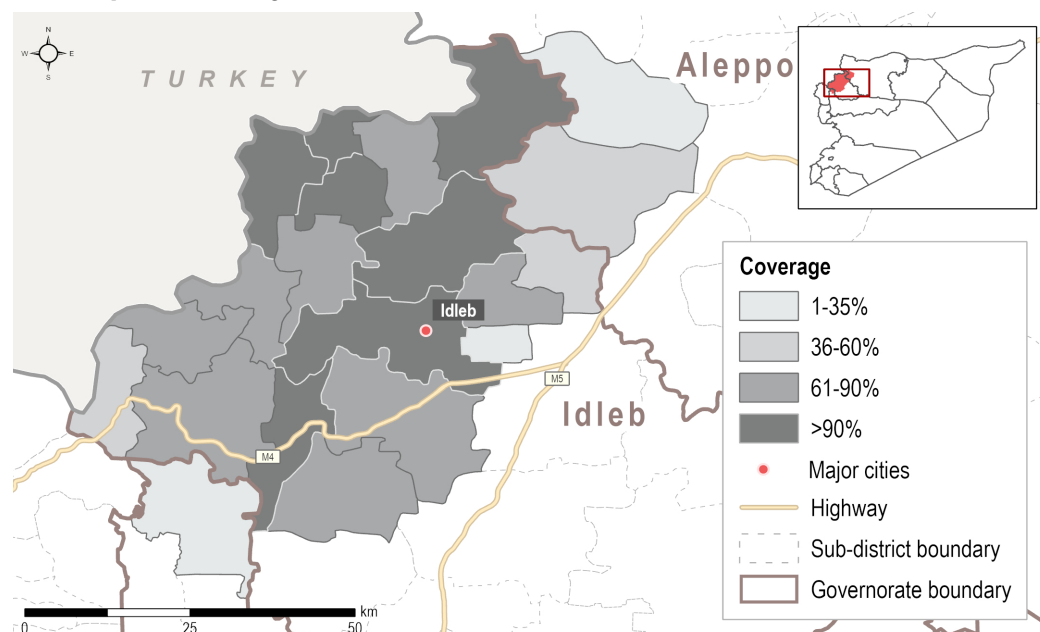 N
W E
S
TURKEY
Aleppo
Idleb
M5
Idleb
M4
Coverage
1-35%
36-60%
61-90%
>90%
Major cities
Highway
Sub-district boundary
Governorate boundary
km
0 25 50